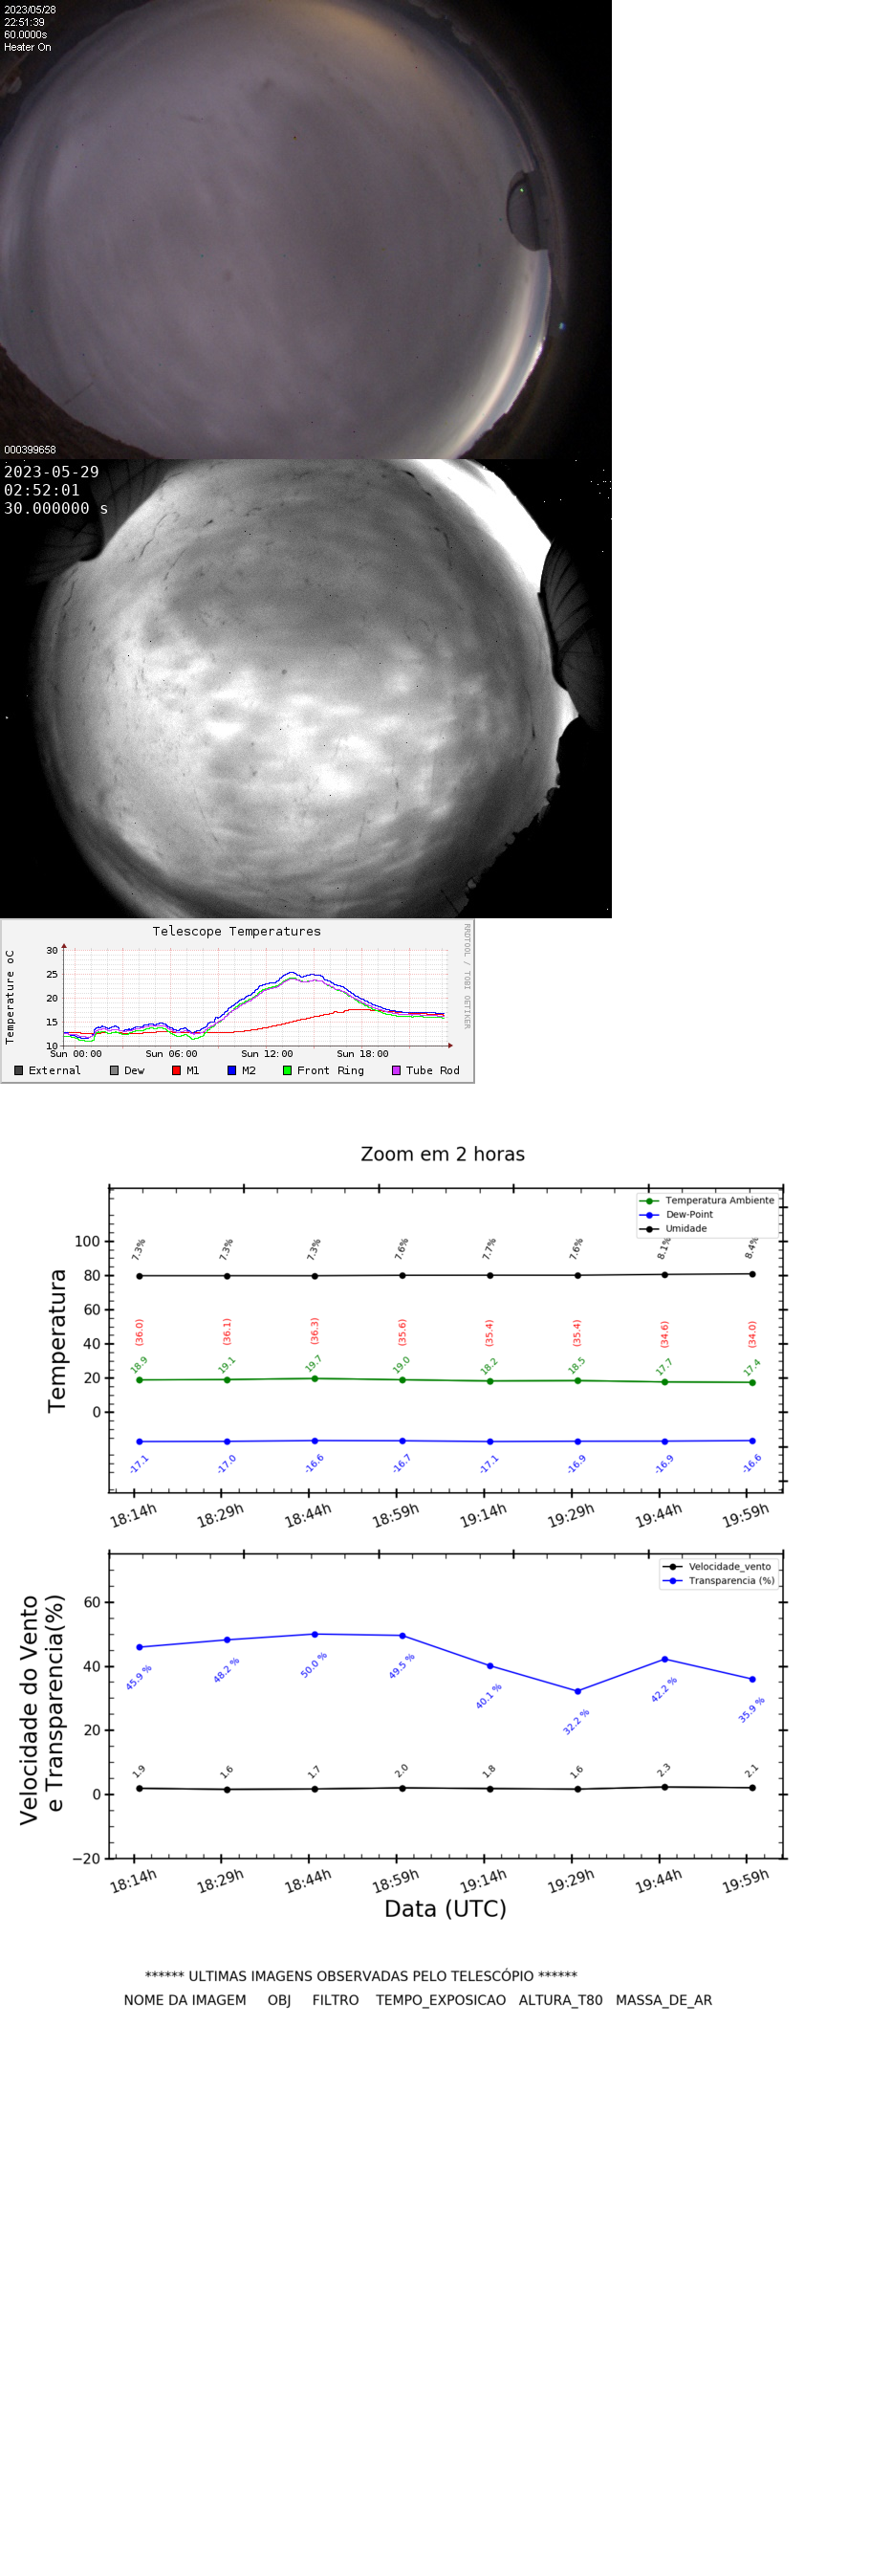 2023/05/28
22:51:39
60.0000s
Heater On
000399658
2023-05-29
02:52:01
30.000000 s
Telescope Temperatures
RRDTOOL / TOBI OETIKER
Temperature oC
30
25
20
15
10
Sun 00:00 Sun 06:00 Sun 12:00 Sun 18:00
External Dew M1 M2 Front Ring Tube Rod
Zoom em 2 horas
Temperatura Ambiente
Dew-Point
Umidade
Temperatura
100
80
60
40
20
0
7.3% 7.3% 7.3% 7.6% 7.7% 7.6% 8.1% 8.4%
(36.0) (36.1) (36.3) (35.6) (35.4) (35.4) (34.6) (34.0)
18.9 19.1 19.7 19.0 18.2 18.5 17.7 17.4
-17.1 -17.0 -16.6 -16.7 -17.1 -16.9 -16.9 -16.6
18:14h 18:29h 18:44h 18:59h 19:14h 19:29h 19:44h 19:59h
Velocidade_vento
Transparencia (%)
Velocidade do Vento
e Transparencia(%)
60
40
20
0
−20
45.9 % 48.2 % 50.0 % 49.5 % 40.1 % 32.2 % 42.2 % 35.9 %
1.9 1.6 1.7 2.0 1.8 1.6 2.3 2.1
18:14h 18:29h 18:44h 18:59h 19:14h 19:29h 19:44h 19:59h
Data (UTC)
****** ULTIMAS IMAGENS OBSERVADAS PELO TELESCÓPIO ******
NOME DA IMAGEM OBJ FILTRO TEMPO_EXPOSICAO ALTURA_T80 MASSA_DE_AR